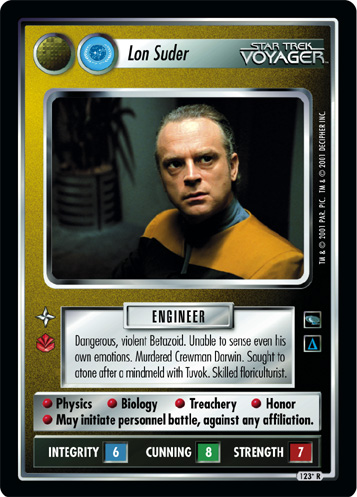 Lon Suder
STAR TREK
VOYAGER™
TM & © 2001 PAR. PIC. TM & © 2001 DECIPHER INC.
ENGINEER
Dangerous, violent Betazoid. Unable to sense even his
own emotions. Murdered Crewman Darwin. Sought to
atone after a mindmeld with Tuvok. Skilled floriculturist.
• Physics • Biology • Treachery • Honor
• May initiate personnel battle, against any affiliation.
INTEGRITY 6 CUNNING 8 STRENGTH 7
123+ R